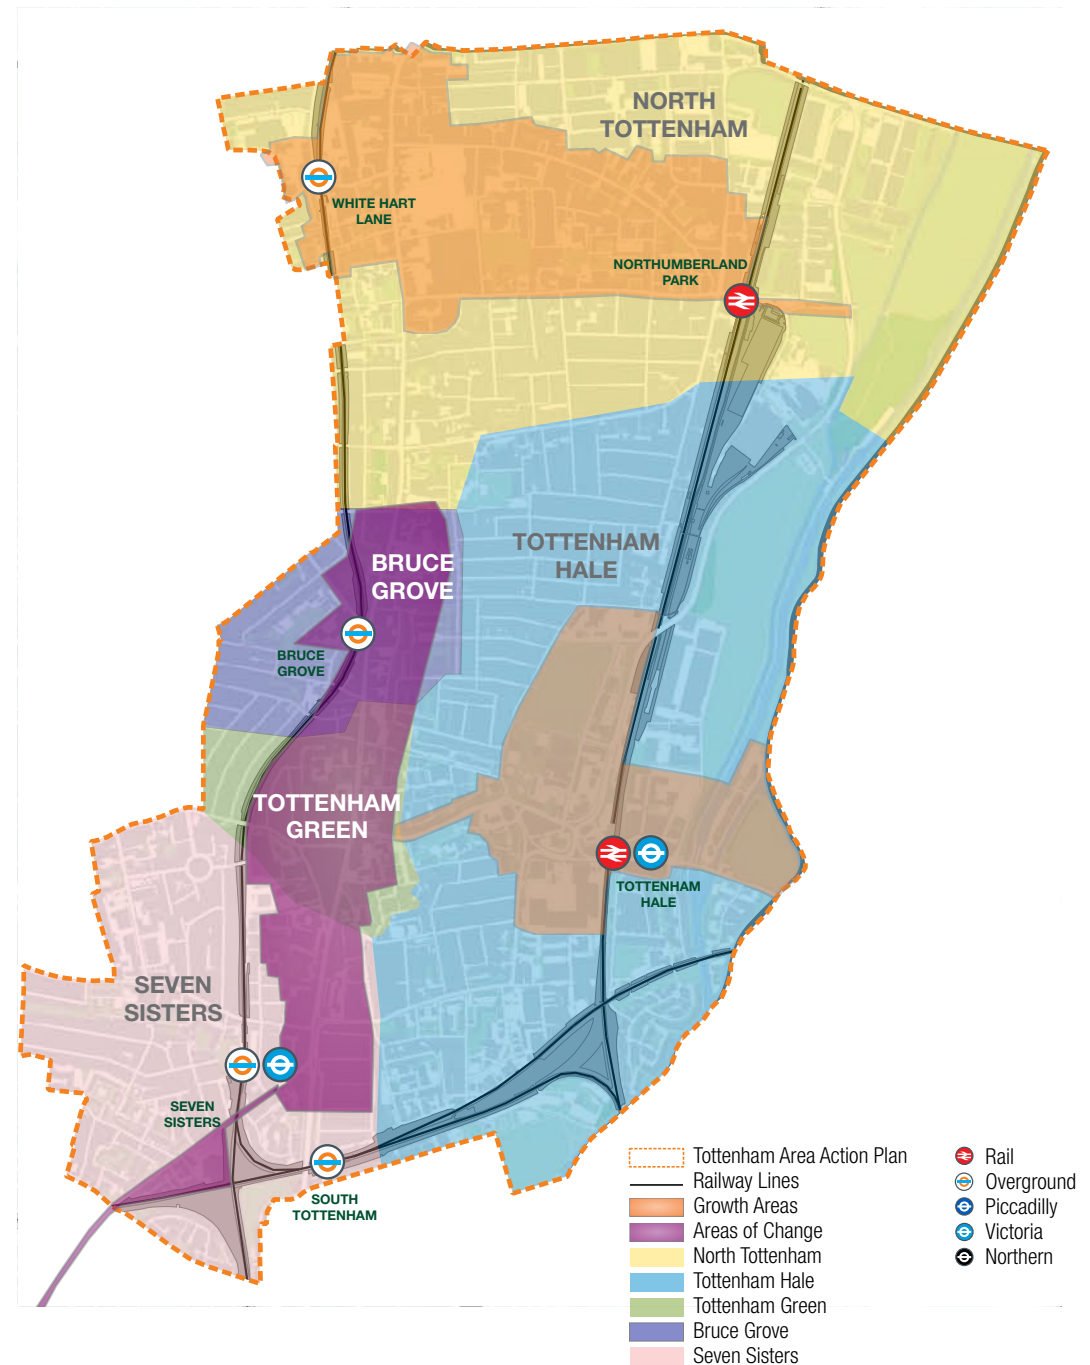 NORTH
TOTTENHAM
WHITE HART
LANE
NORTHUMBERLAND
PARK
TOTTENHAM
HALE
BRUCE
GROVE
BRUCE
GROVE
TOTTENHAM
GREEN
TOTTENHAM
HALE
SEVEN
SISTERS
SEVEN
SISTERS
SOUTH
TOTTENHAM
Tottenham Area Action Plan
Railway Lines
Growth Areas
Areas of Change
North Tottenham
Tottenham Hale
Tottenham Green
Bruce Grove
Seven Sisters
Rail
Overground
Piccadilly
Victoria
Northern